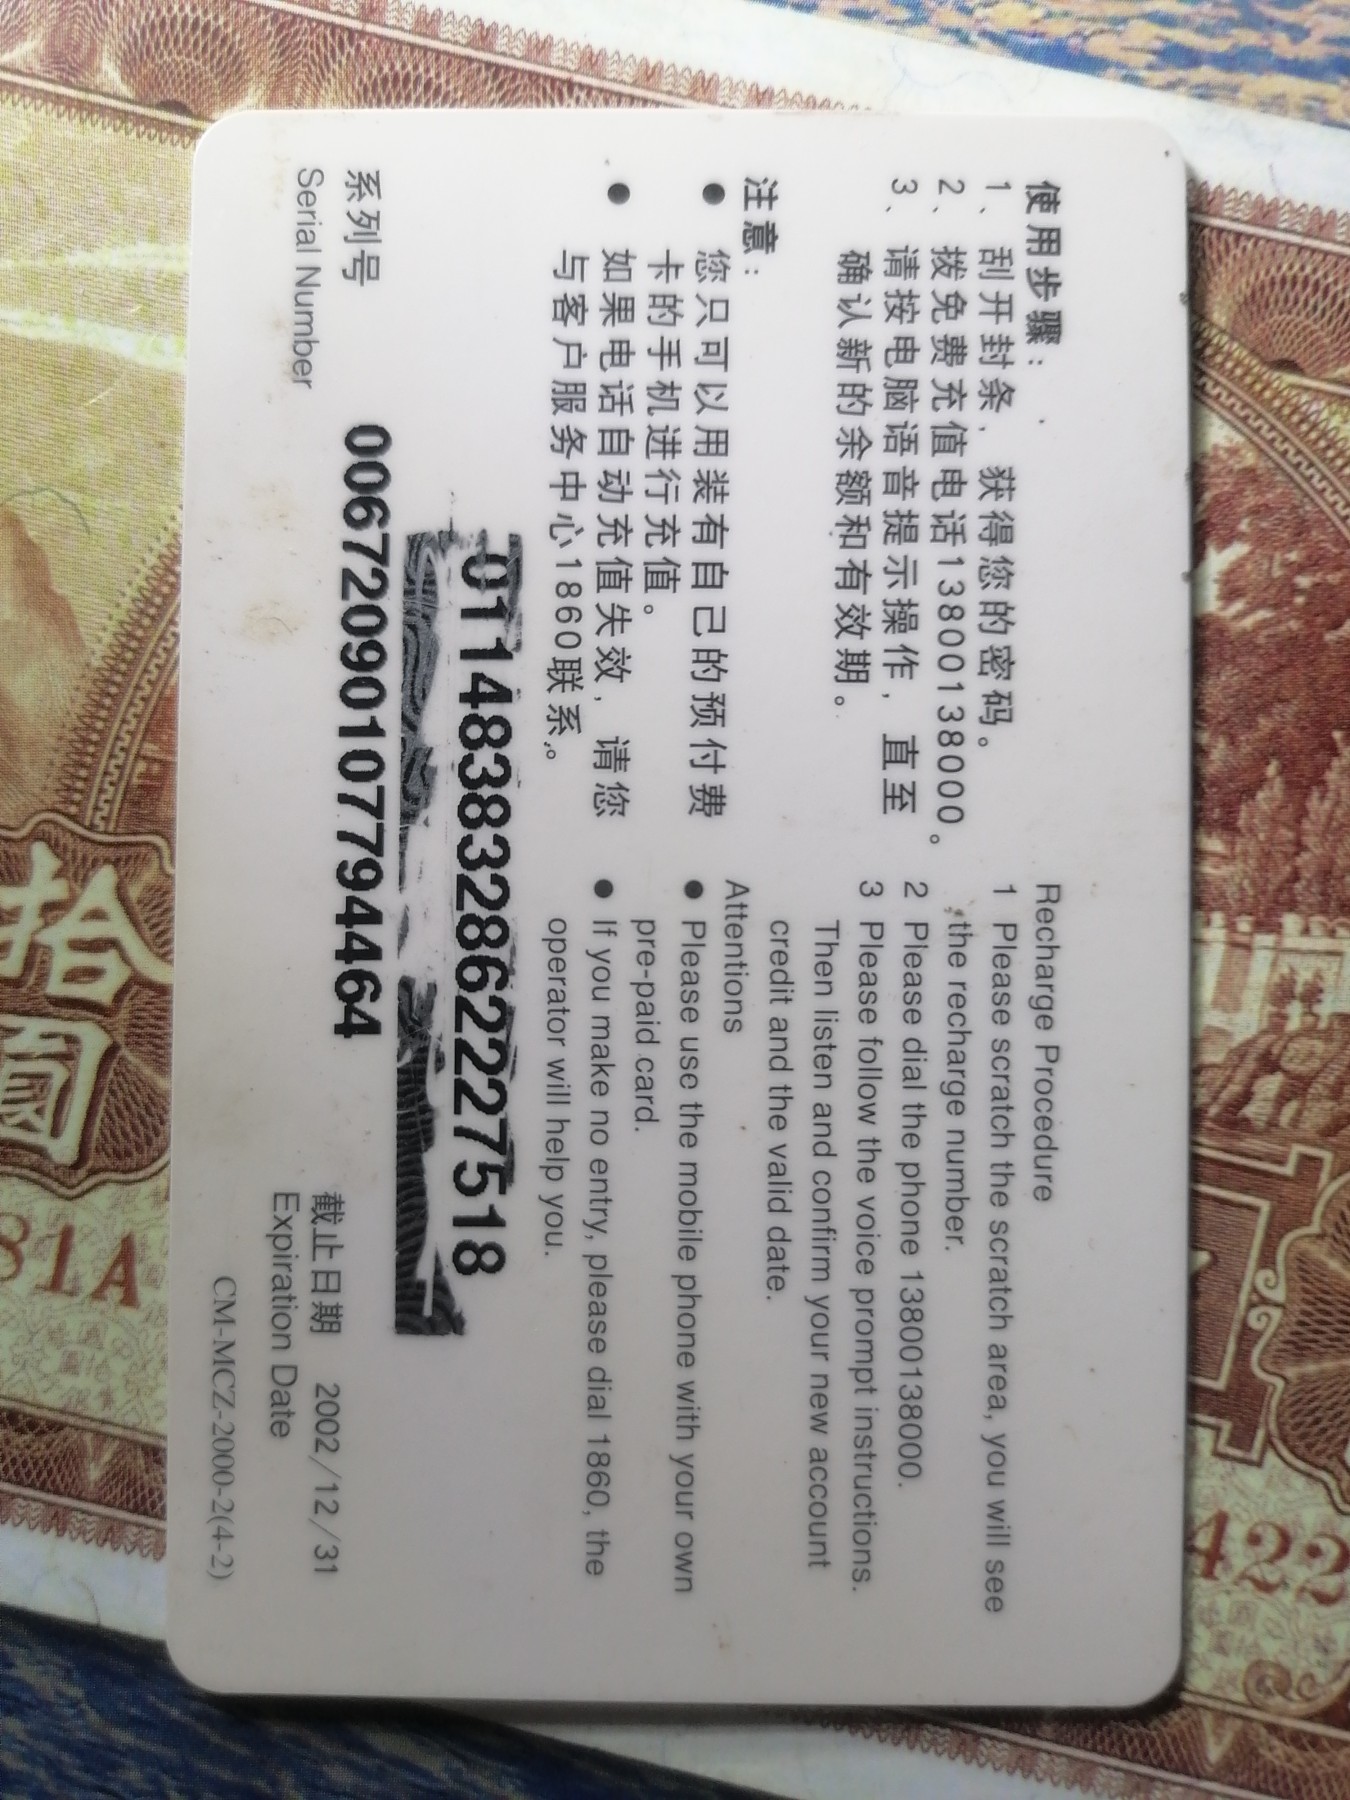 使用步骤：
1、刮开封条，获得您的密码。
2、拨免费充值电话13800138000。
3、请按电脑语音提示操作，直至
确认新的余额和有效期。
注意：
● 您只可以用装有自己的预付费
卡的手机进行充值。
● 如果电话自动充值失效，请您
与客户服务中心1860联系。
Recharge Procedure
1 Please scratch the scratch area, you will see
the recharge number.
2 Please dial the phone 13800138000.
3 Please follow the voice prompt instructions.
Then listen and confirm your new account
credit and the valid date.
Attentions
● Please use the mobile phone with your own
pre-paid card.
● If you make no entry, please dial 1860, the
operator will help you.
011483832862227518
系列号
Serial Number
00672090107794464
截止日期 2002/12/31
Expiration Date
CM-MCZ-2000-2(4-2)
拾圓
81A
422